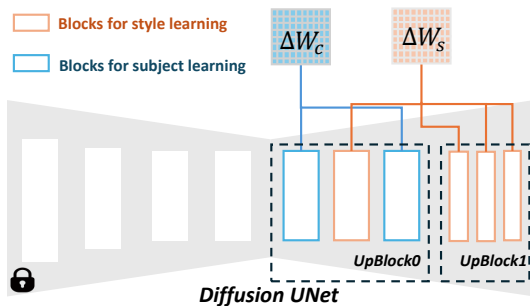 Blocks for style learning
Blocks for subject learning
ΔW_c
ΔW_s
UpBlock0
UpBlock1
Diffusion UNet